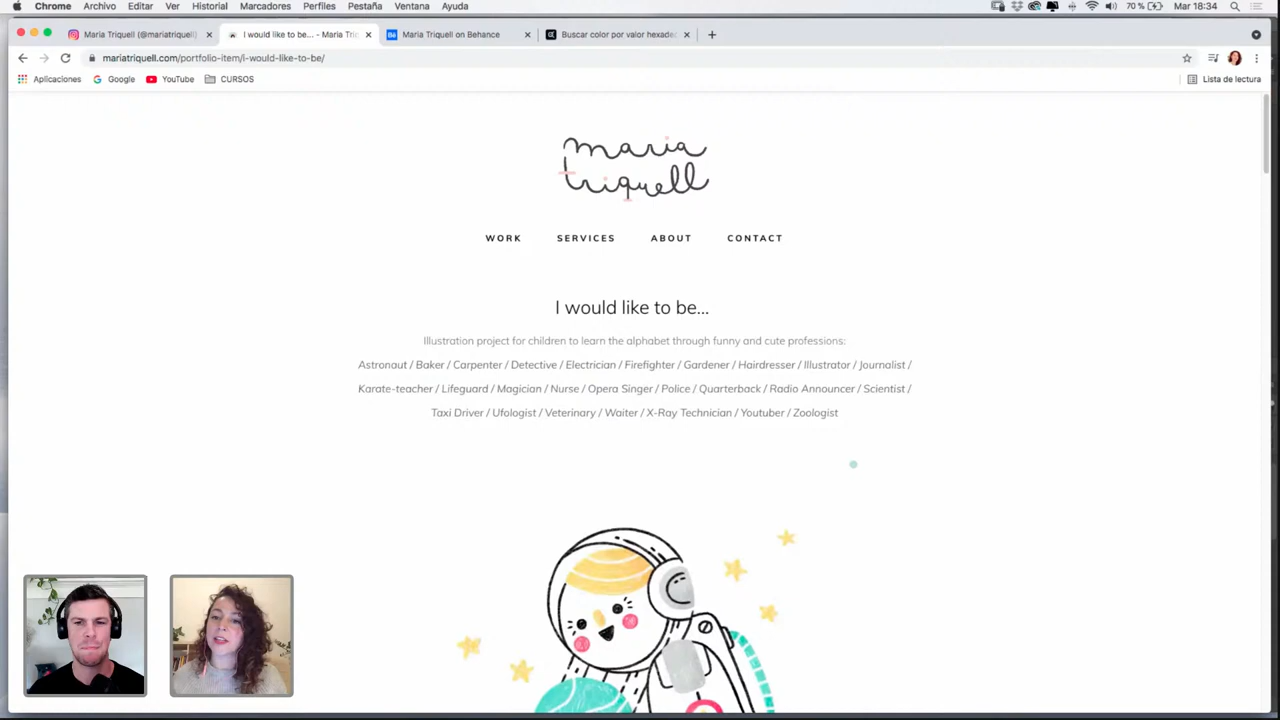 Chrome Archivo Editar Ver Historial Marcadores Perfiles Pestaña Ventana Ayuda 70 % Mar 18:34
Maria Triquell (@mariatriquell) I would like to be... - Maria Tric Maria Triquell on Behance Buscar color por valor hexade
mariatriquell.com/portfolio-item/i-would-like-to-be/
Aplicaciones Google YouTube CURSOS Lista de lectura
maria
triquell
WORK SERVICES ABOUT CONTACT
I would like to be...
Illustration project for children to learn the alphabet through funny and cute professions:
Astronaut / Baker / Carpenter / Detective / Electrician / Firefighter / Gardener / Hairdresser / Illustrator / Journalist /
Karate-teacher / Lifeguard / Magician / Nurse / Opera Singer / Police / Quarterback / Radio Announcer / Scientist /
Taxi Driver / Ufologist / Veterinary / Waiter / X-Ray Technician / Youtuber / Zoologist